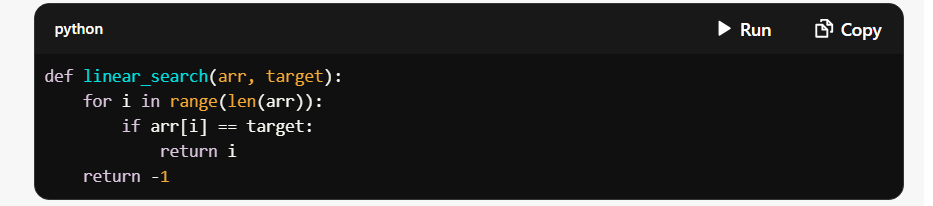 python
Run
Copy
def linear_search(arr, target):
    for i in range(len(arr)):
        if arr[i] == target:
            return i
    return -1